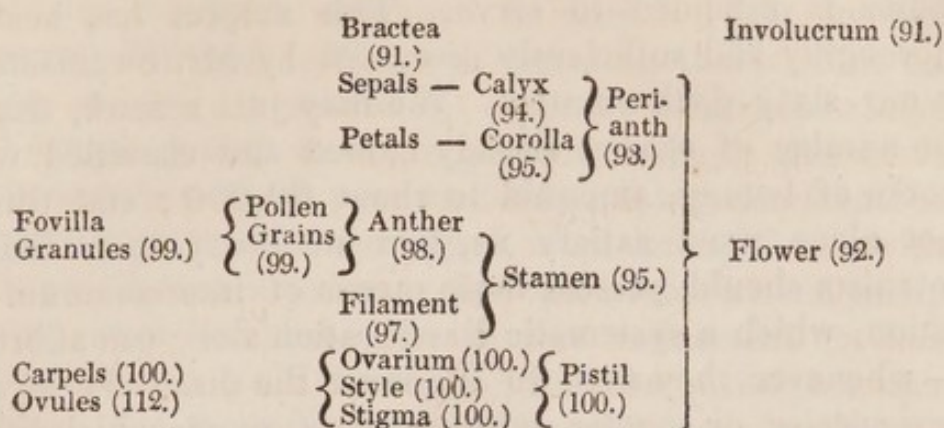 Bractea Involucrum (91.)
(91.)
Sepals — Calyx
(94.)
Petals — Corolla
(95.)
Peri-
anth
(93.)
Fovilla
Granules (99.)
Pollen
Grains
(99.)
Anther
(98.)
Filament
(97.)
Stamen (95.)
Flower (92.)
Carpels (100.)
Ovules (112.)
Ovarium (100.)
Style (100.)
Stigma (100.)
Pistil
(100.)